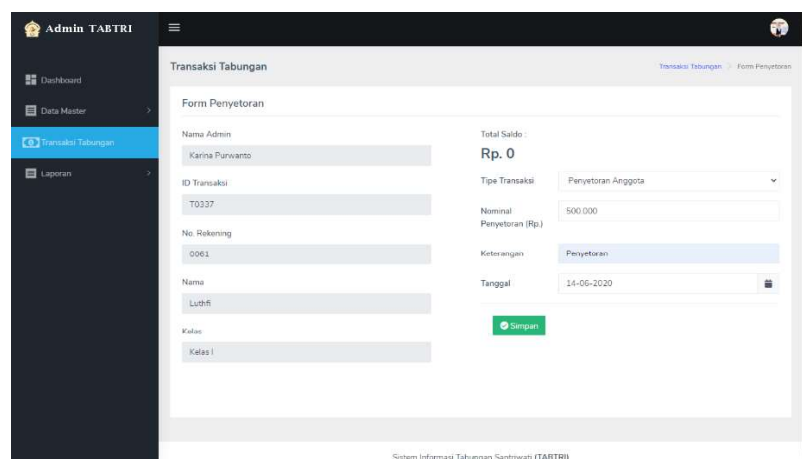 Admin TABTRI
Dashboard
Data Master
Transaksi Tabungan
Laporan
Transaksi Tabungan
Transaksi Tabungan > Form Penyetoran
Form Penyetoran
Nama Admin
Karina Purwanto
ID Transaksi
T0337
No. Rekening
0061
Nama
Luthfi
Kelas
Kelas I
Total Saldo :
Rp. 0
Tipe Transaksi
Penyetoran Anggota
Nominal
Penyetoran (Rp.)
500.000
Keterangan
Penyetoran
Tanggal
14-06-2020
Simpan
Sistem Informasi Tabungan Santriwati (TABTRI)